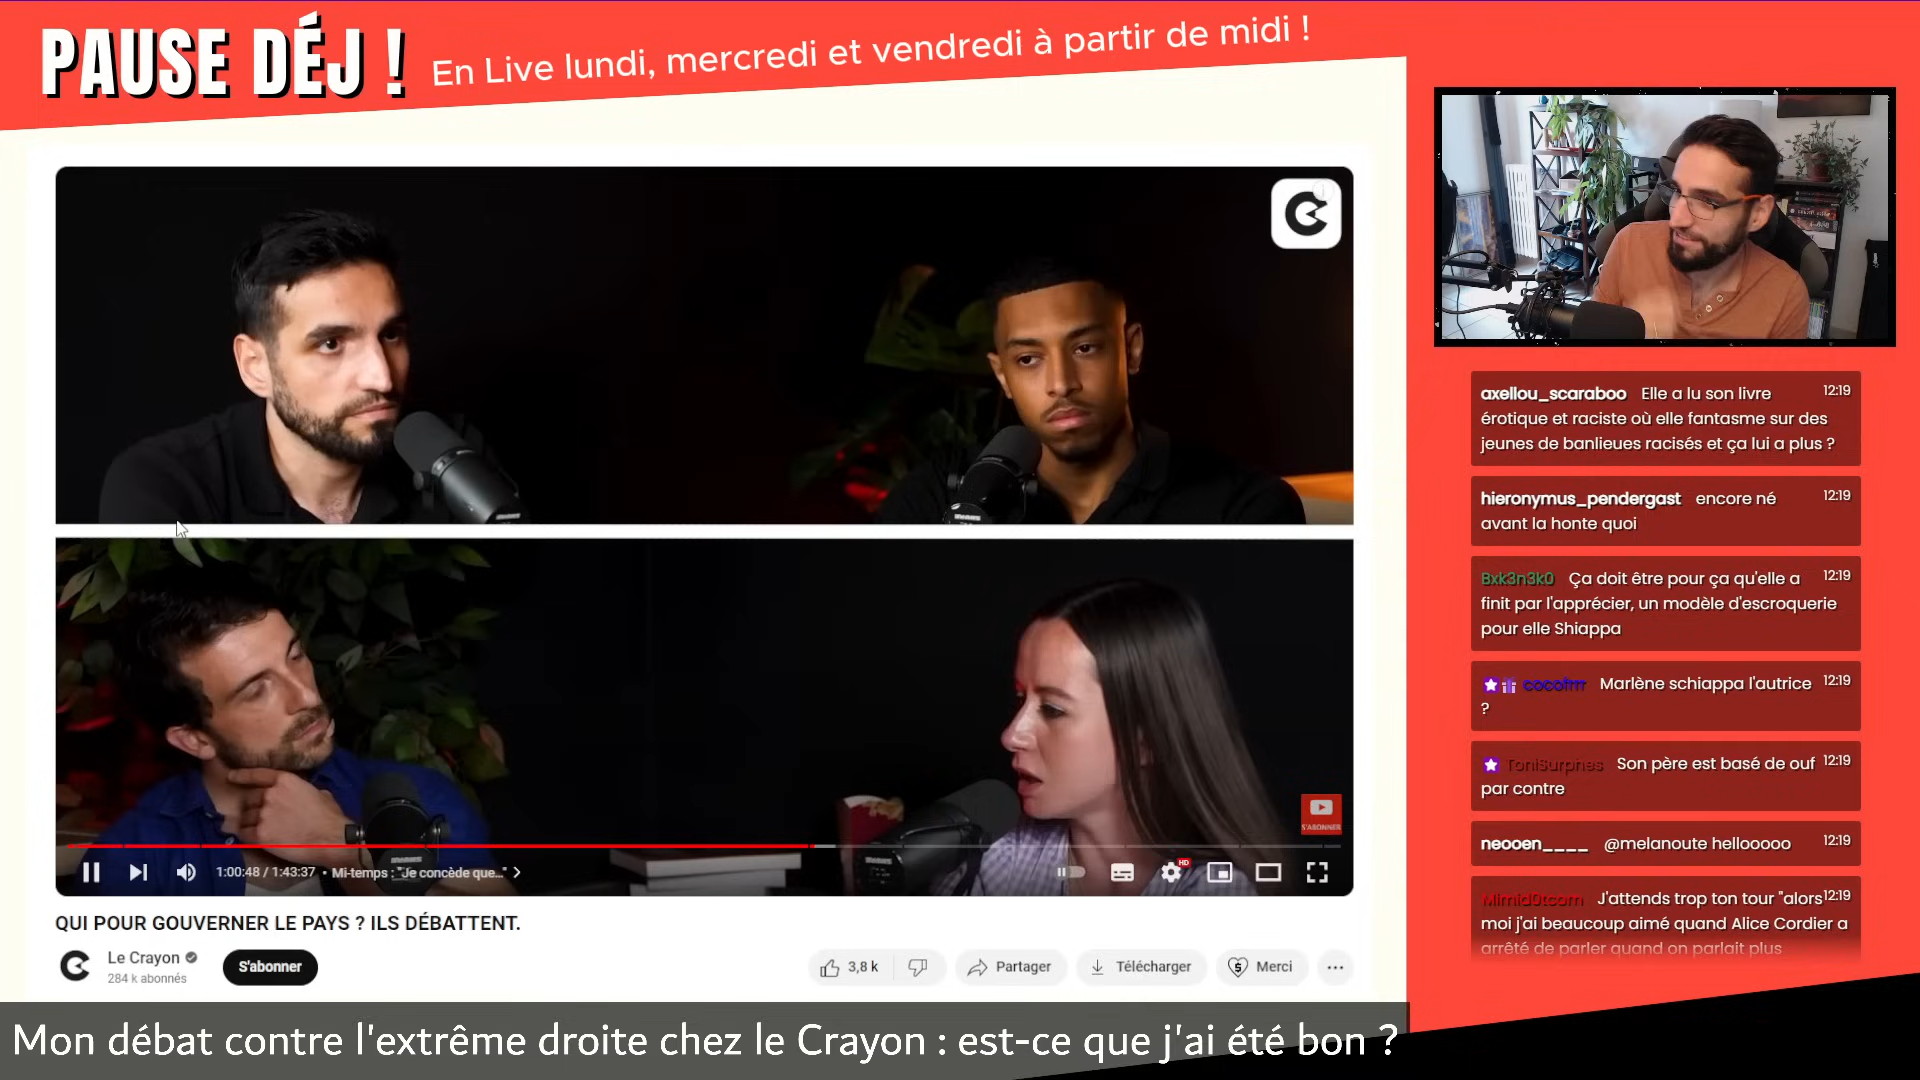 PAUSE DÉJ !
En Live lundi, mercredi et vendredi à partir de midi !
S'ABONNER
1:00:48 / 1:43:37 • Mi-temps : "Je concède que..."
HD
QUI POUR GOUVERNER LE PAYS ? ILS DÉBATTENT.
Le Crayon
284 k abonnés
S'abonner
3,8 k
Partager
Télécharger
Merci
axellou_scaraboo Elle a lu son livre 12:19
érotique et raciste où elle fantasme sur des
jeunes de banlieues racisés et ça lui a plus ?
hieronymus_pendergast encore né 12:19
avant la honte quoi
Bxk3n3k0 Ça doit être pour ça qu'elle a 12:19
finit par l'apprécier, un modèle d'escroquerie
pour elle Shiappa
cocofrrr Marlène schiappa l'autrice 12:19
?
ToniSurphes Son père est basé de ouf 12:19
par contre
neooen____ @melanoute hellooooo 12:19
Mimid0tcom J'attends trop ton tour "alors 12:19
moi j'ai beaucoup aimé quand Alice Cordier a
arrêté de parler quand on parlait plus
Mon débat contre l'extrême droite chez le Crayon : est-ce que j'ai été bon ?